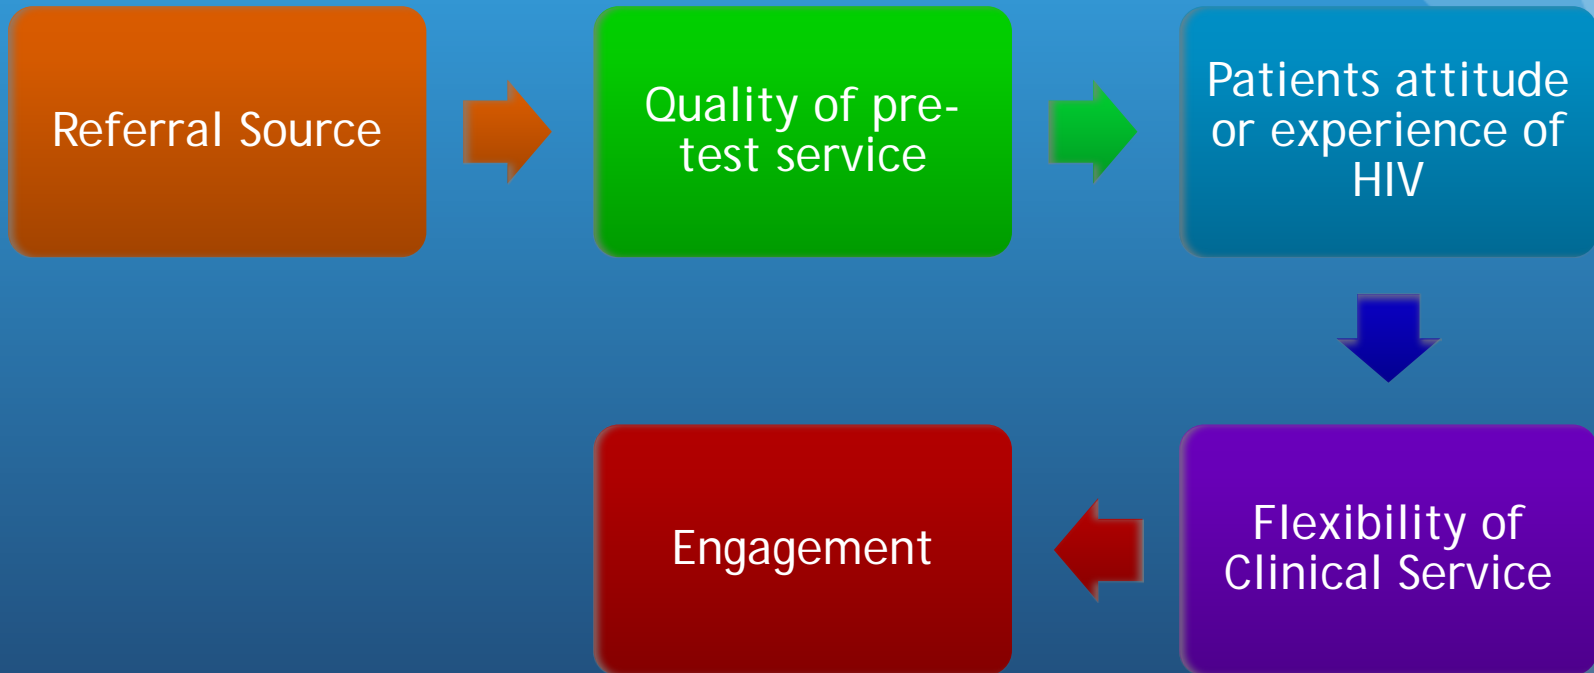 Referral Source
Quality of pre-
test service
Patients attitude
or experience of
HIV
Flexibility of
Clinical Service
Engagement